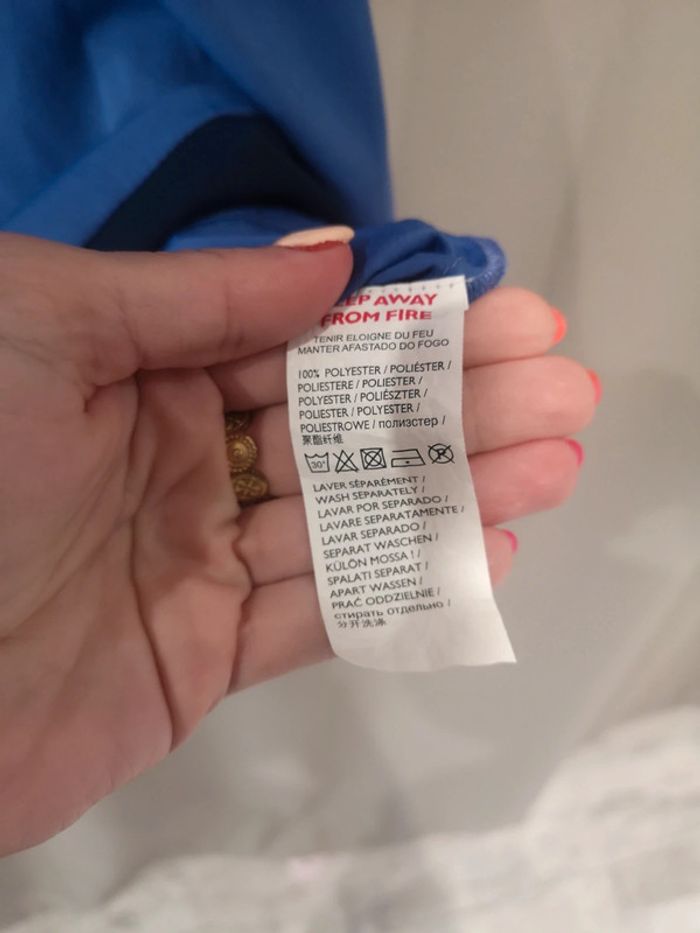 EEP AWAY
FROM FIRE
TENIR ELOIGNE DU FEU
MANTER AFASTADO DO FOGO
100% POLYESTER / POLIÉSTER /
POLIESTERE / POLIESTER /
POLYESTER / POLIÉSZTER /
POLIESTER / POLYESTER /
POLIESTROWE / полиэстер /
聚酯纤维
30°
LAVER SÉPARÉMENT /
WASH SEPARATELY /
LAVAR POR SEPARADO /
LAVARE SEPARATAMENTE /
LAVAR SEPARADO /
SEPARAT WASCHEN /
KÜLÖN MOSSA ! /
SPALATI SEPARAT /
APART WASSEN /
PRAĆ ODDZIELNIE /
стирать отдельно /
分开洗涤